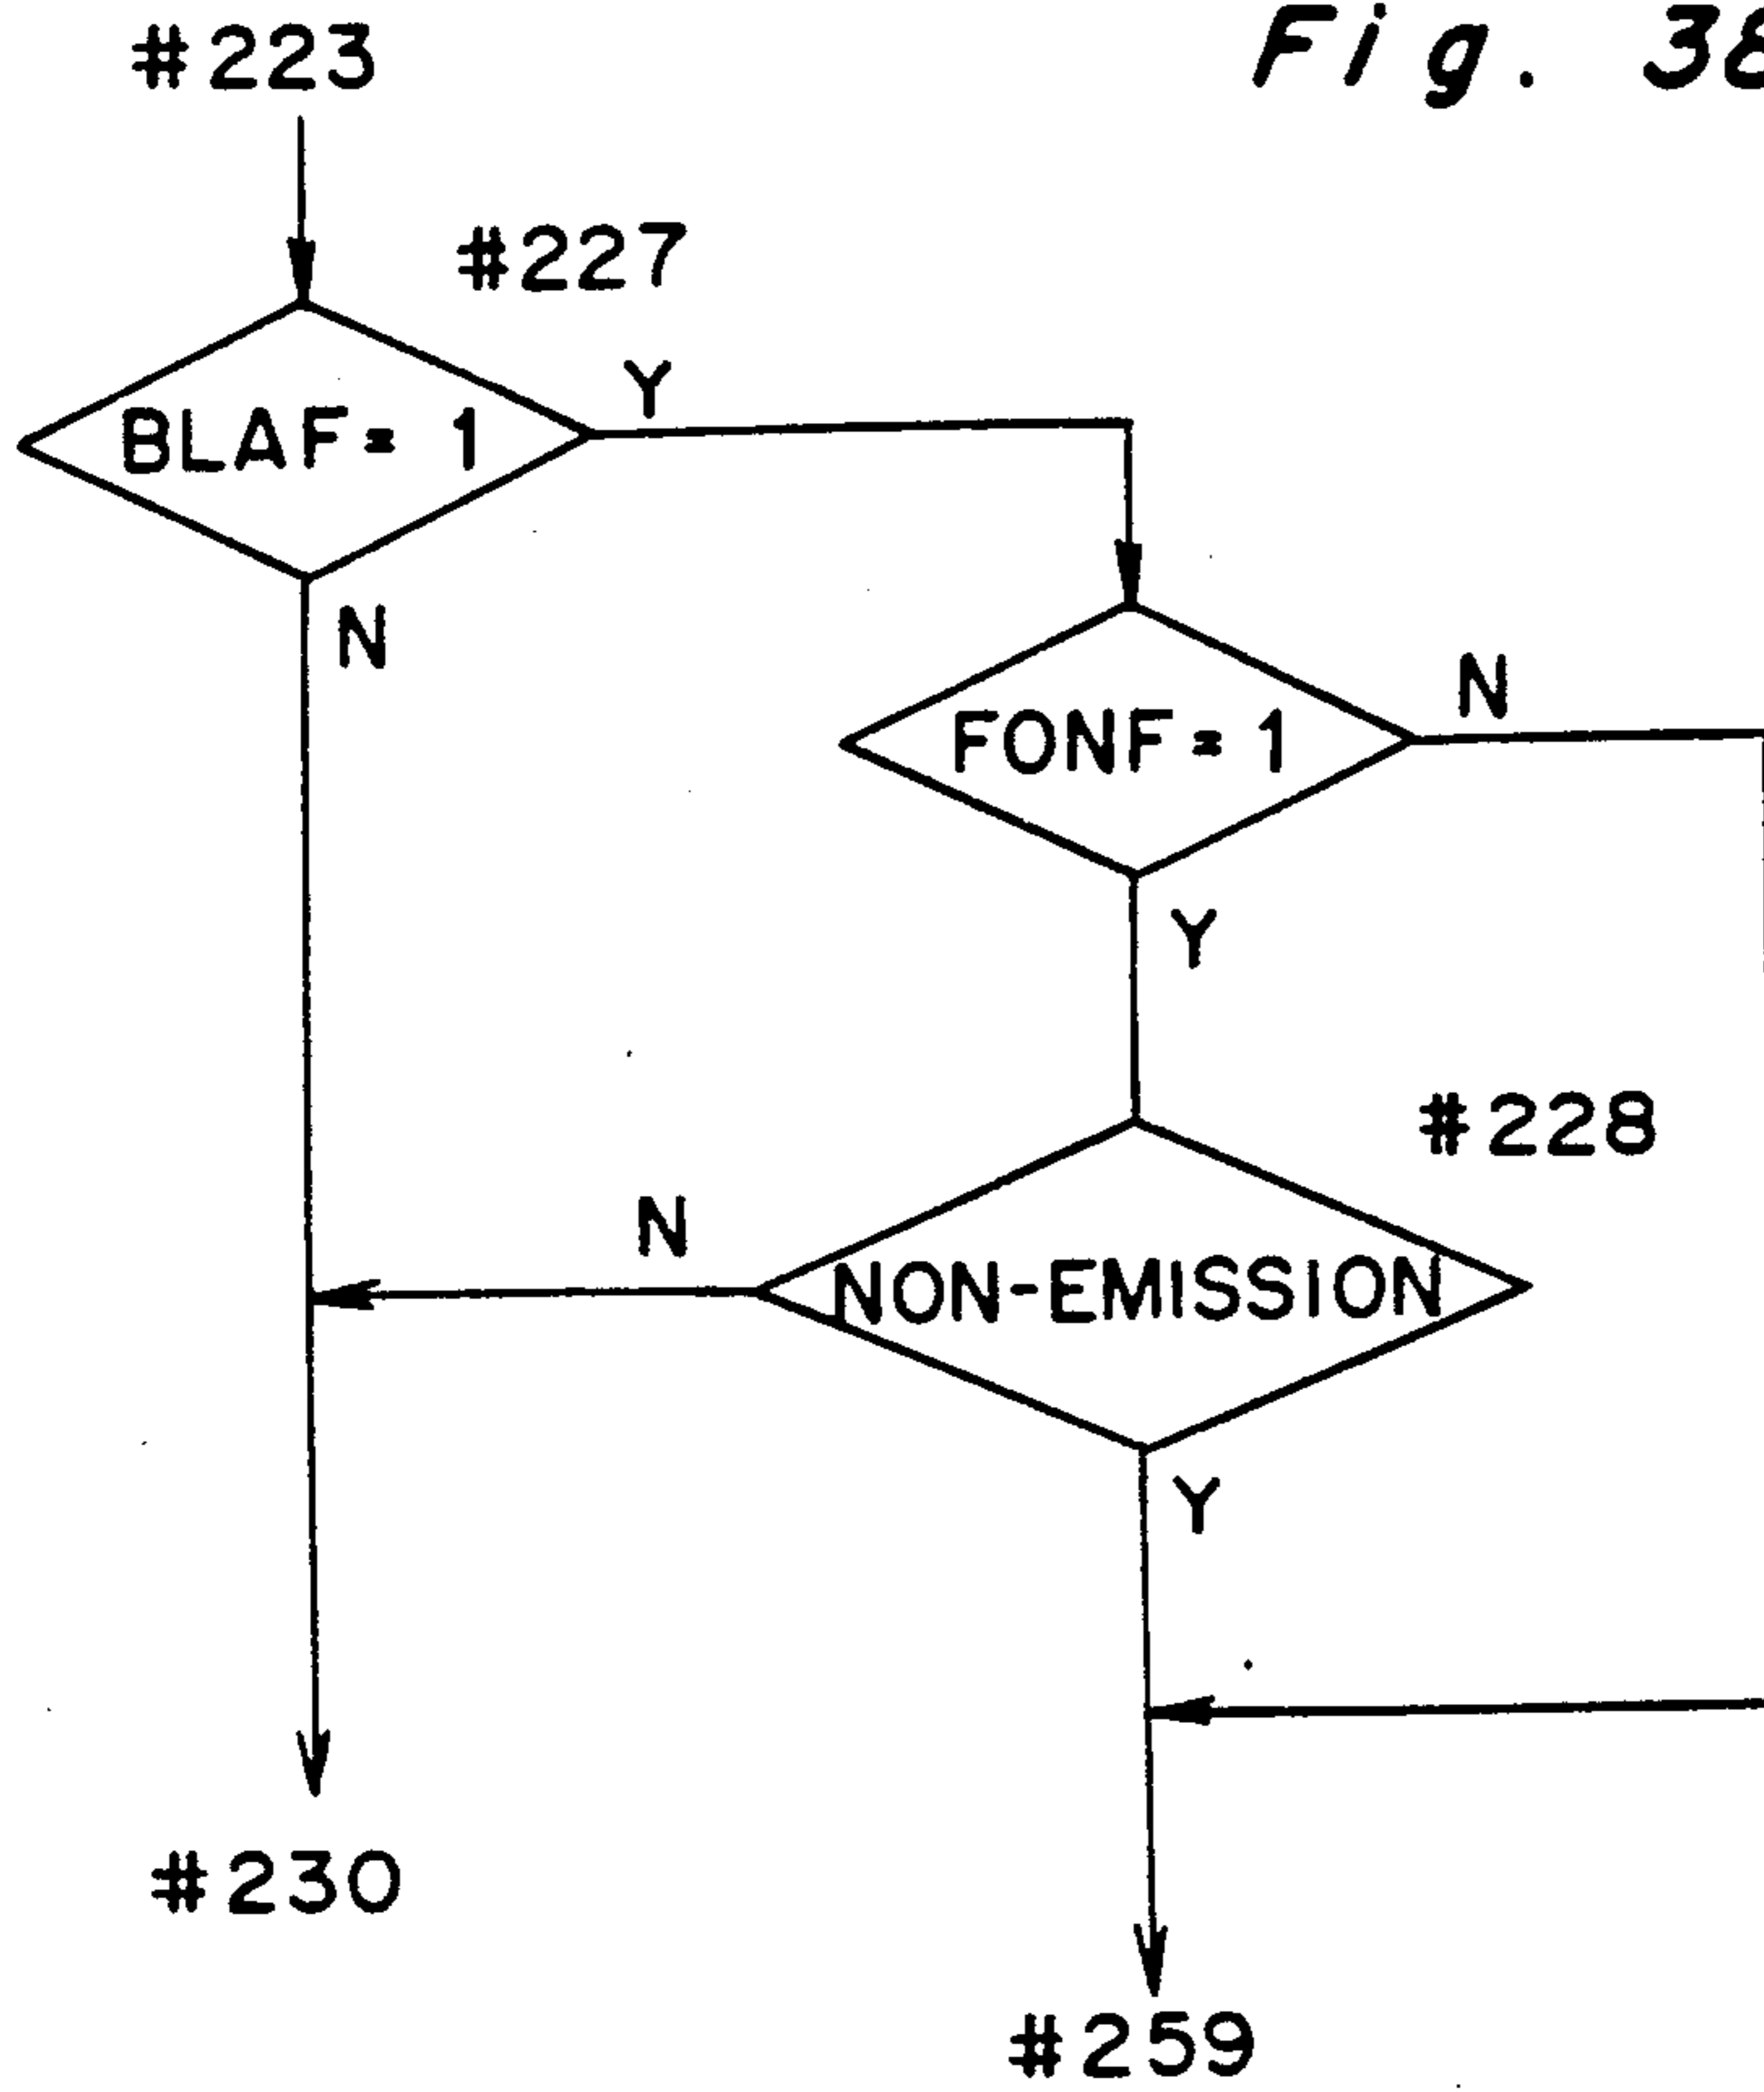 #223
Fig. 38
#227
Y
BLAF=1
N
N
FONF=1
Y
#228
N
NON-EMISSION
Y
#230
#259